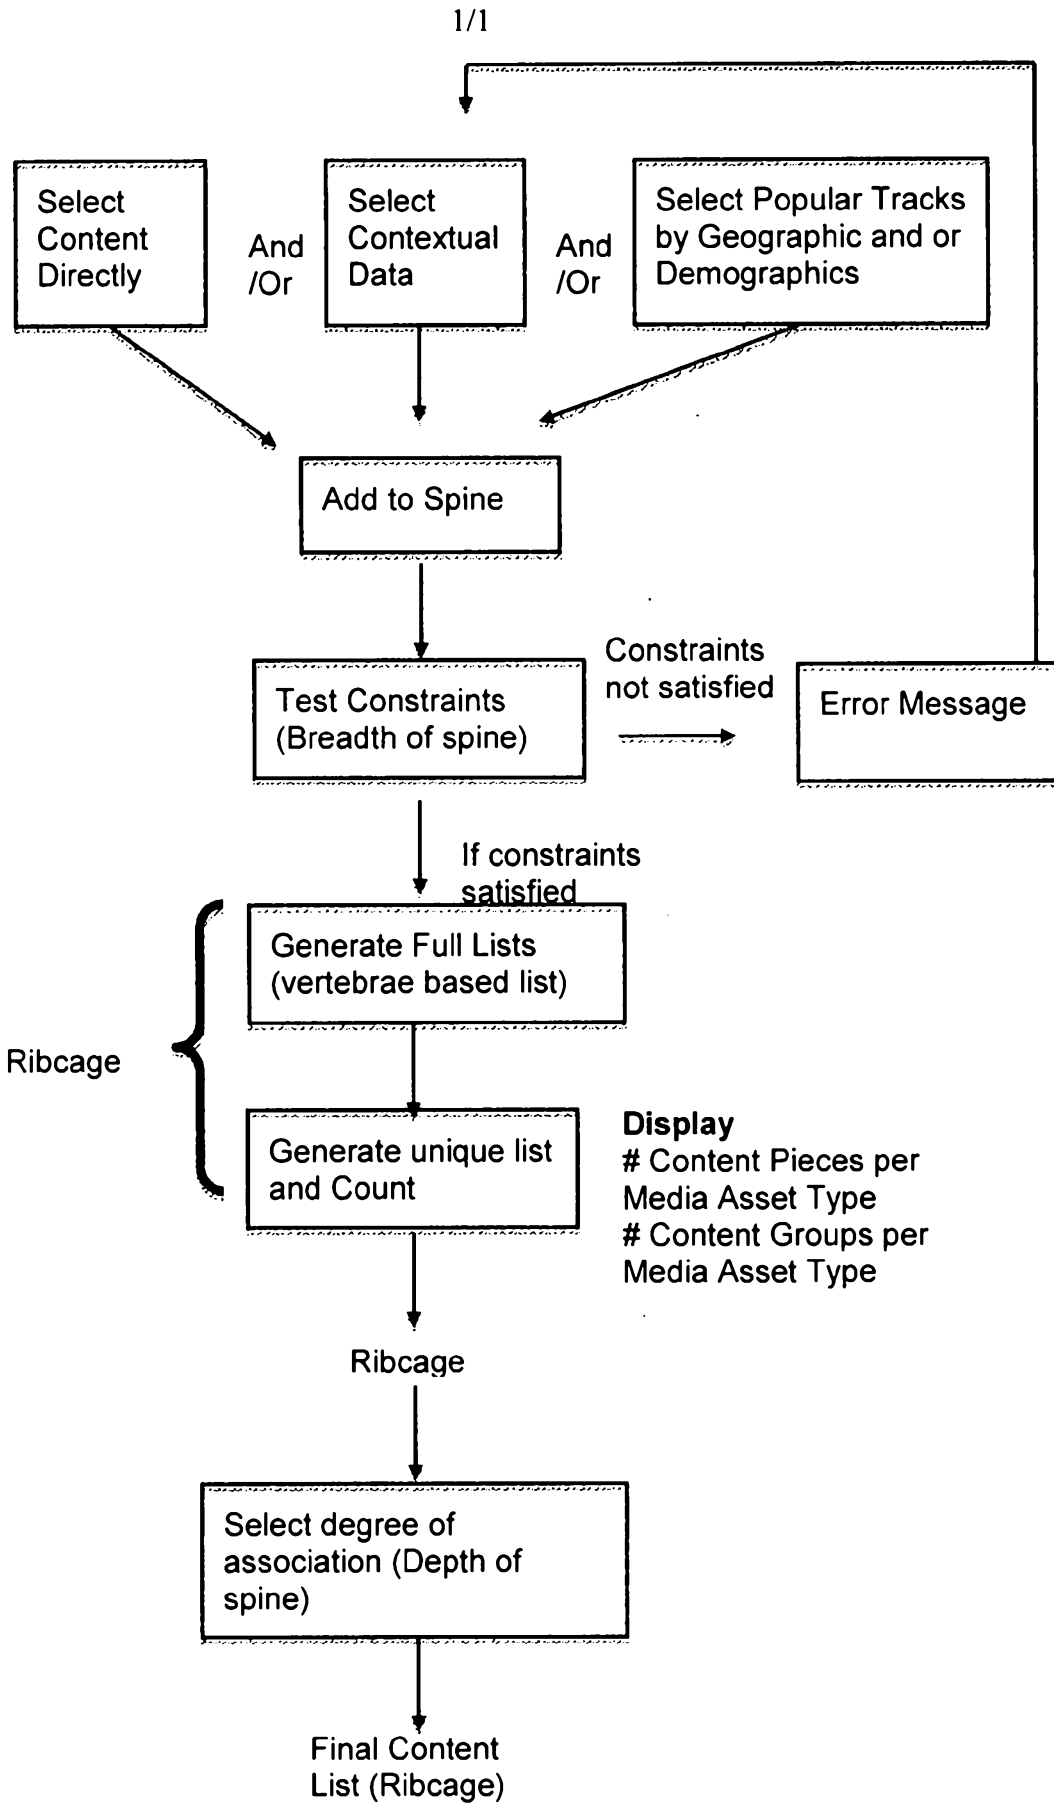 1/1
Select
Content
Directly
And
/Or
Select
Contextual
Data
And
/Or
Select Popular Tracks
by Geographic and or
Demographics
Add to Spine
Test Constraints
(Breadth of spine)
Constraints
not satisfied
Error Message
If constraints
satisfied
Generate Full Lists
(vertebrae based list)
Ribcage
Generate unique list
and Count
Display
# Content Pieces per
Media Asset Type
# Content Groups per
Media Asset Type
Ribcage
Select degree of
association (Depth of
spine)
Final Content
List (Ribcage)